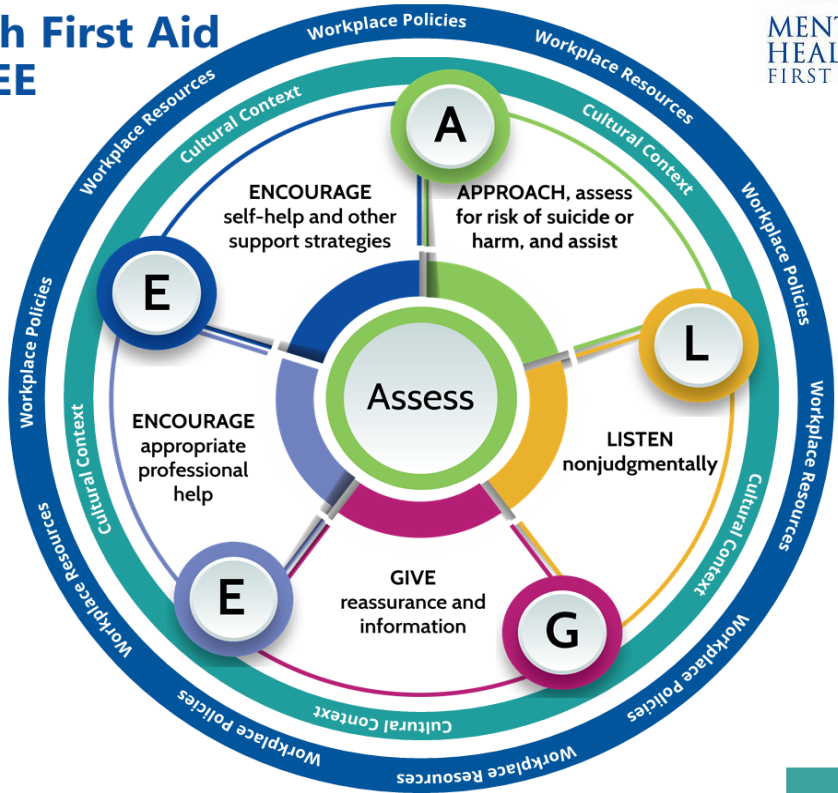 h First Aid
EE
MENT
HEAL
FIRST
Workplace Policies
Workplace Resources
Workplace Policies
Workplace Resources
Workplace Policies
Workplace Resources
Workplace Policies
Workplace Resources
Workplace Policies
Workplace Resources
Cultural Context
Cultural Context
Cultural Context
Cultural Context
Cultural Context
A
APPROACH, assess
for risk of suicide or
harm, and assist
L
LISTEN
nonjudgmentally
G
GIVE
reassurance and
information
E
ENCOURAGE
appropriate
professional
help
E
ENCOURAGE
self-help and other
support strategies
Assess